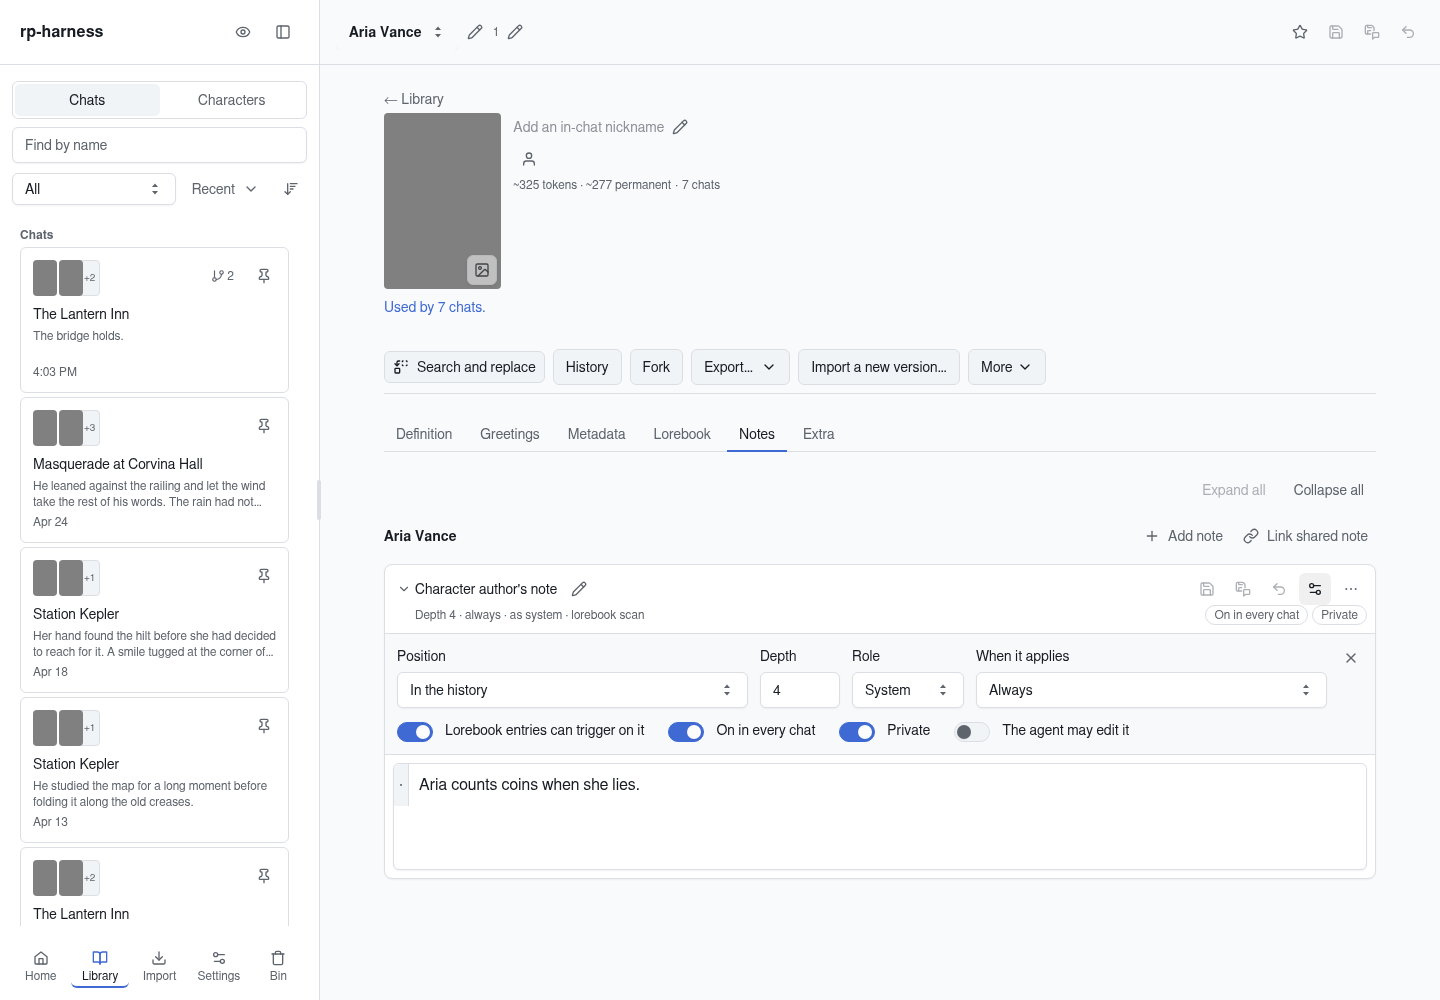 rp-harness
Chats
Characters
Find by name
All
Recent
Chats
+2
2
The Lantern Inn
The bridge holds.
4:03 PM
+3
Masquerade at Corvina Hall
He leaned against the railing and let the wind
take the rest of his words. The rain had not...
Apr 24
+1
Station Kepler
Her hand found the hilt before she had decided
to reach for it. A smile tugged at the corner of...
Apr 18
+1
Station Kepler
He studied the map for a long moment before
folding it along the old creases.
Apr 13
+2
The Lantern Inn
Home
Library
Import
Settings
Bin
Aria Vance
1
← Library
Add an in-chat nickname
~325 tokens · ~277 permanent · 7 chats
Used by 7 chats.
Search and replace
History
Fork
Export...
Import a new version...
More
Definition
Greetings
Metadata
Lorebook
Notes
Extra
Expand all
Collapse all
Aria Vance
Add note
Link shared note
Character author's note
Depth 4 · always · as system · lorebook scan
On in every chat
Private
Position
Depth
Role
When it applies
In the history
4
System
Always
Lorebook entries can trigger on it
On in every chat
Private
The agent may edit it
· Aria counts coins when she lies.